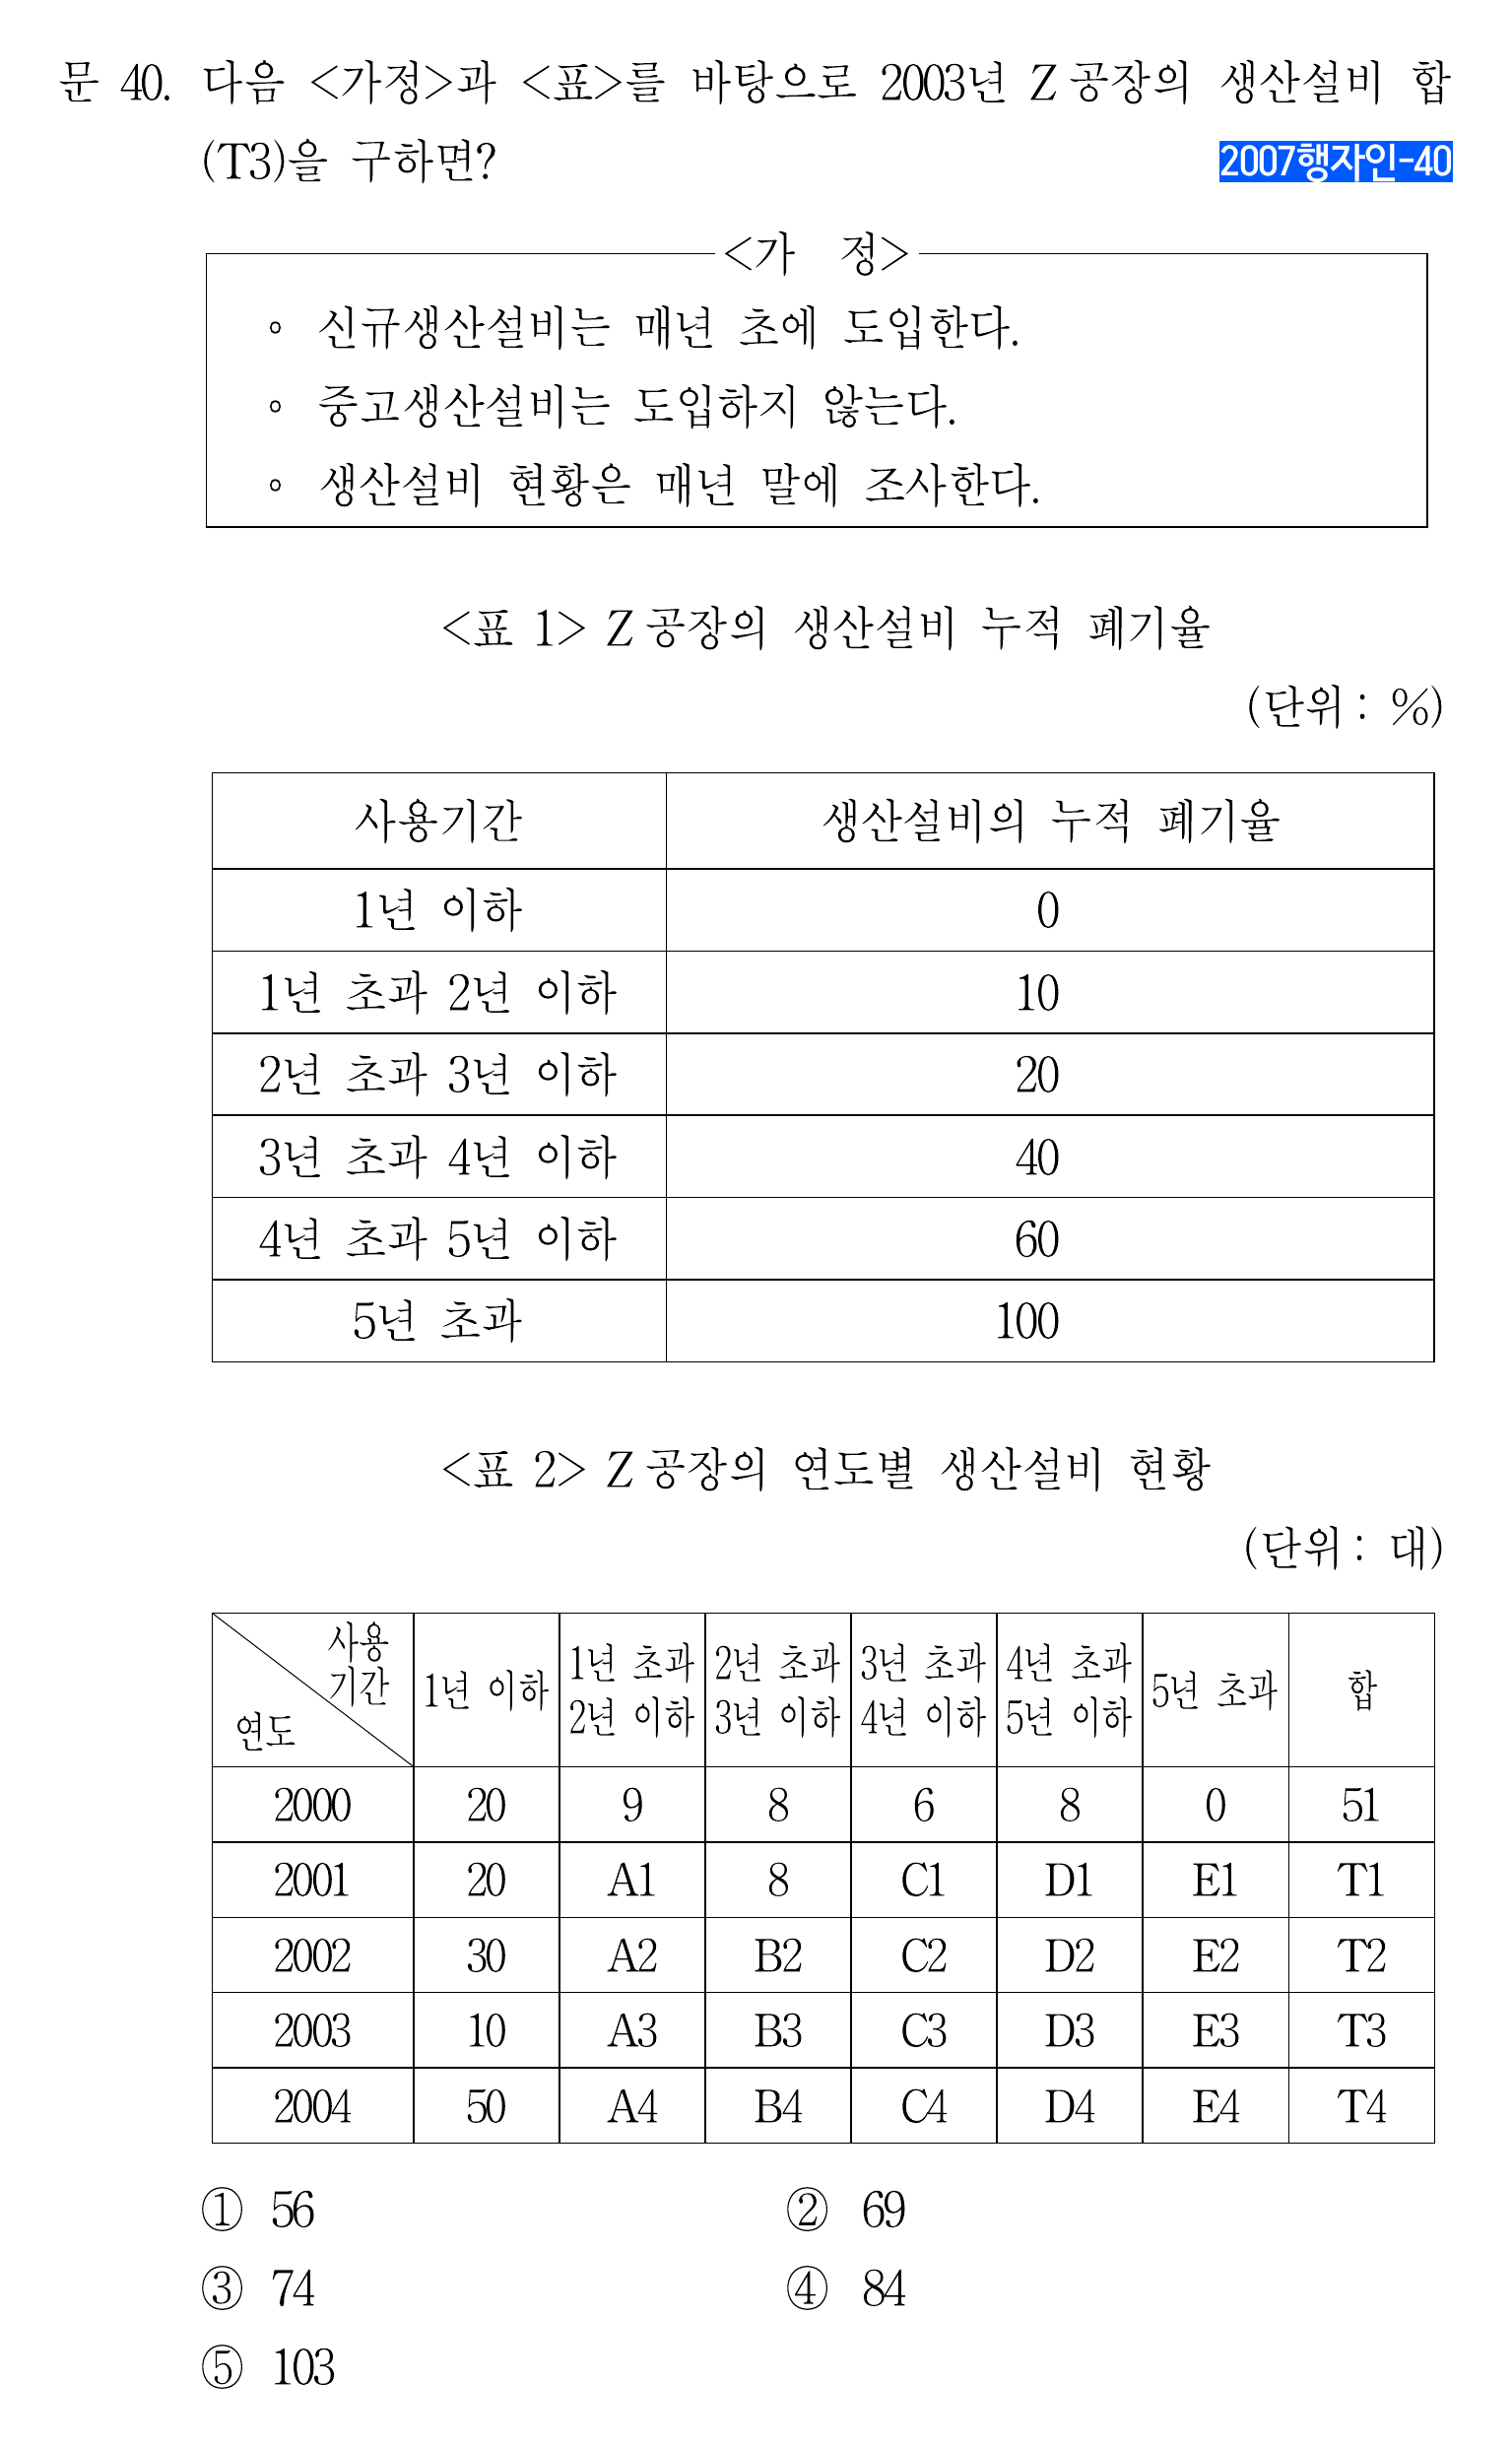 문 40. 다음 <가정>과 <표>를 바탕으로 2003년 Z공장의 생산설비 합
(T3)을 구하면?
2007행자인-40
<가 정>
◦ 신규생산설비는 매년 초에 도입한다.
◦ 중고생산설비는 도입하지 않는다.
◦ 생산설비 현황은 매년 말에 조사한다.
<표 1> Z공장의 생산설비 누적 폐기율
(단위: %)
사용기간 생산설비의 누적 폐기율
1년 이하 0
1년 초과 2년 이하 10
2년 초과 3년 이하 20
3년 초과 4년 이하 40
4년 초과 5년 이하 60
5년 초과 100
<표 2> Z공장의 연도별 생산설비 현황
(단위: 대)
사용
기간
연도
1년 이하
1년 초과
2년 이하
2년 초과
3년 이하
3년 초과
4년 이하
4년 초과
5년 이하
5년 초과
합
2000 20 9 8 6 8 0 51
2001 20 A1 8 C1 D1 E1 T1
2002 30 A2 B2 C2 D2 E2 T2
2003 10 A3 B3 C3 D3 E3 T3
2004 50 A4 B4 C4 D4 E4 T4
① 56 ② 69
③ 74 ④ 84
⑤ 103